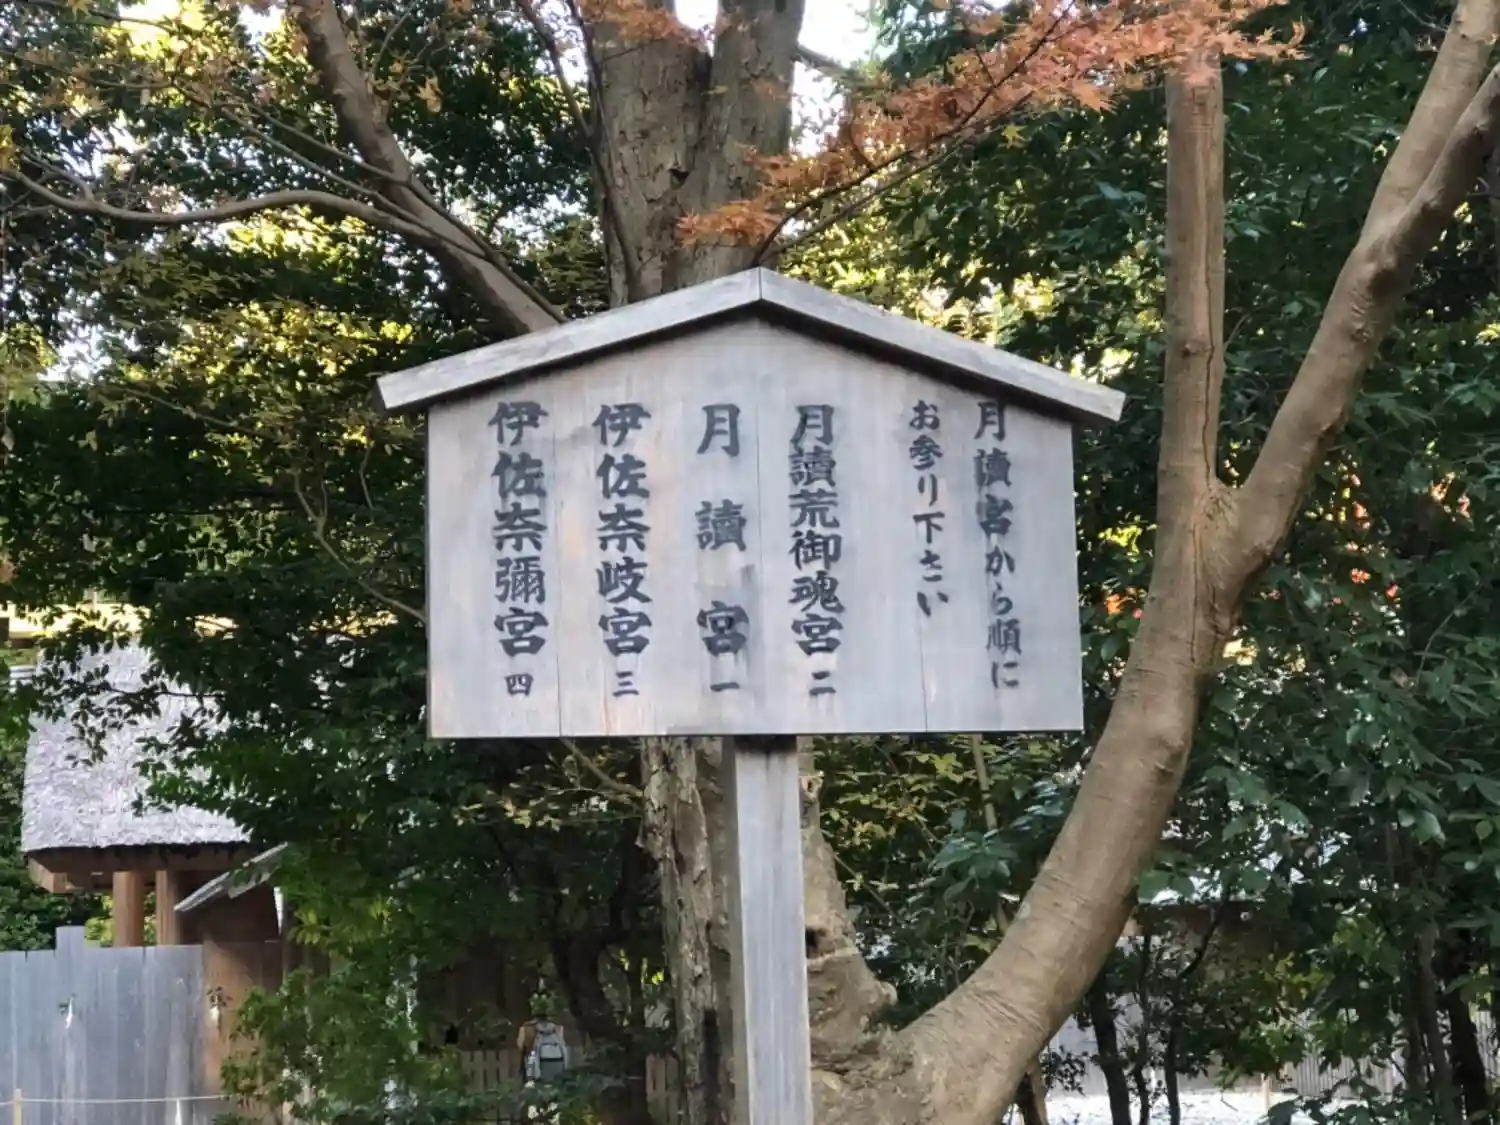 月讀宮から順に
お参り下さい
月讀荒御魂宮 二
月讀宮 一
伊佐奈岐宮 三
伊佐奈彌宮 四